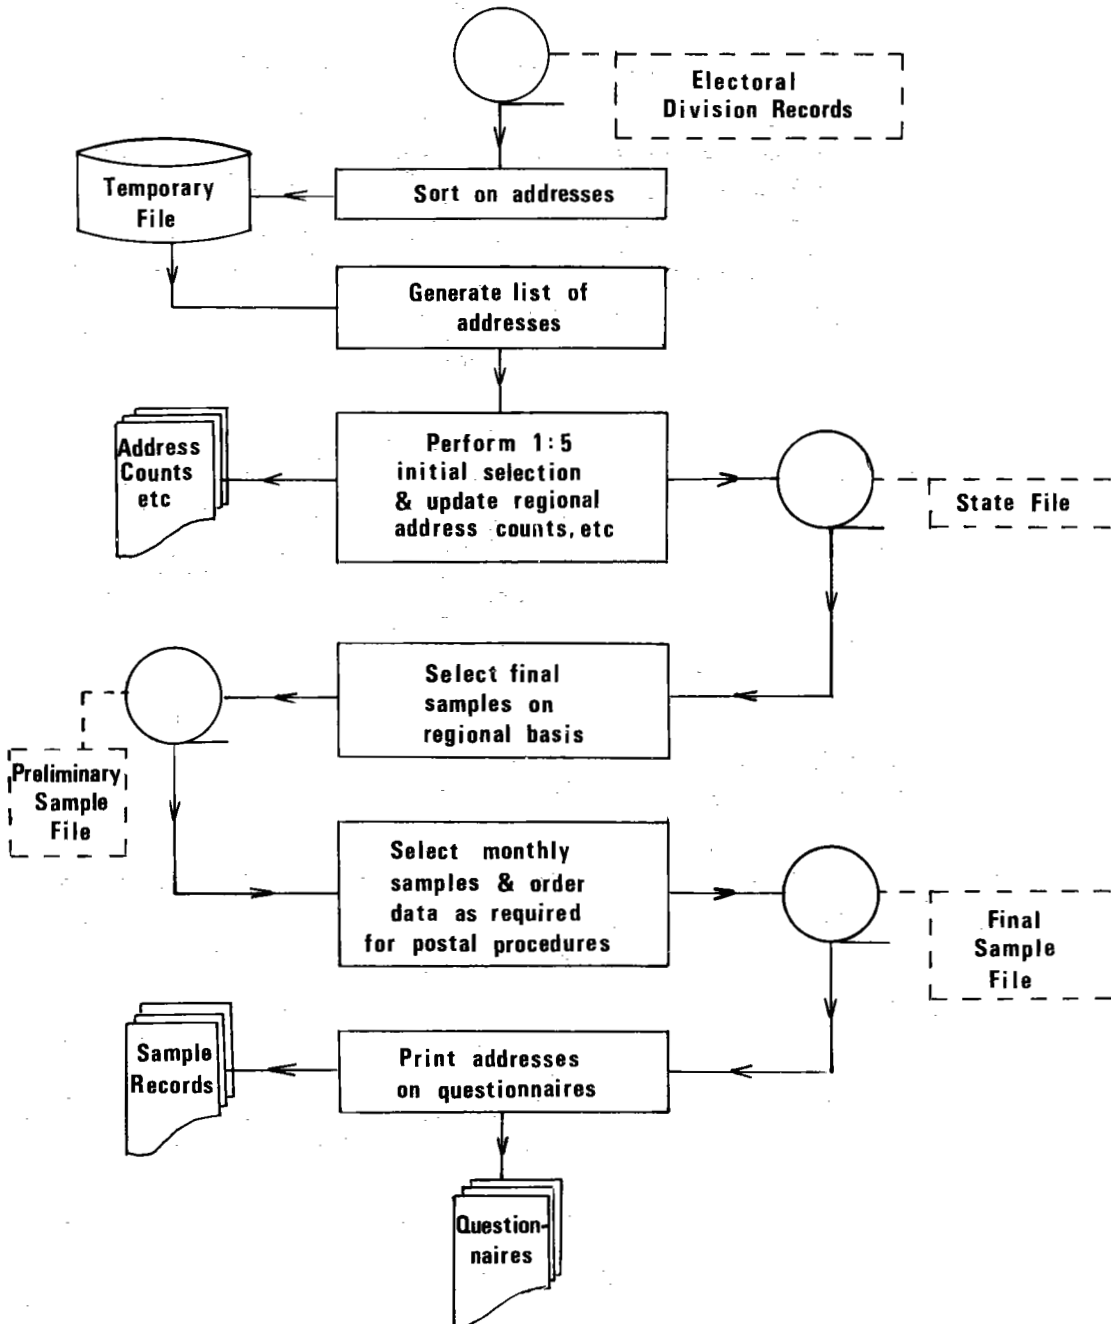 Electoral
Division Records
Temporary
File
Sort on addresses
Generate list of
addresses
Address
Counts
etc
Perform 1:5
initial selection
& update regional
address counts, etc
State File
Select final
samples on
regional basis
Preliminary
Sample
File
Select monthly
samples & order
data as required
for postal procedures
Final
Sample
File
Sample
Records
Print addresses
on questionnaires
Question-
naires